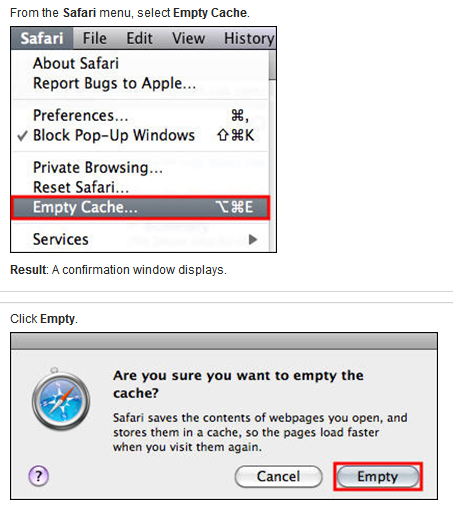 From the Safari menu, select Empty Cache.
Safari File Edit View History
About Safari
Report Bugs to Apple...
Preferences... ⌘,
✓ Block Pop-Up Windows ⇧⌘K
Private Browsing...
Reset Safari...
Empty Cache... ⌥⌘E
Services ▶
Result: A confirmation window displays.
Click Empty.
Are you sure you want to empty the
cache?
Safari saves the contents of webpages you open, and
stores them in a cache, so the pages load faster
when you visit them again.
? Cancel Empty